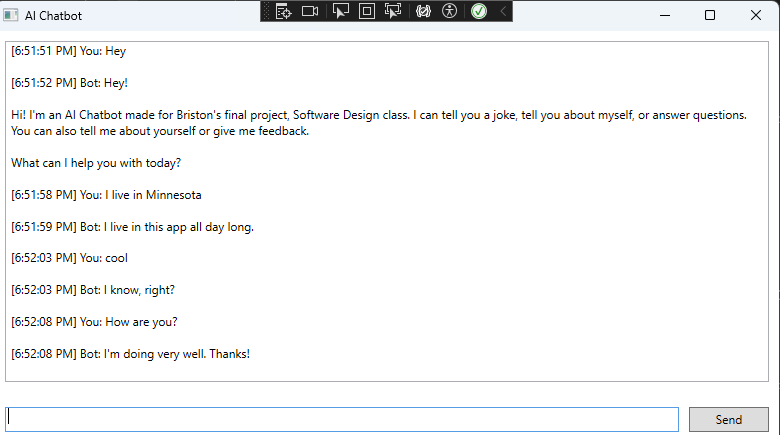 AI Chatbot
[6:51:51 PM] You: Hey
[6:51:52 PM] Bot: Hey!
Hi! I'm an AI Chatbot made for Briston's final project, Software Design class. I can tell you a joke, tell you about myself, or answer questions.
You can also tell me about yourself or give me feedback.
What can I help you with today?
[6:51:58 PM] You: I live in Minnesota
[6:51:59 PM] Bot: I live in this app all day long.
[6:52:03 PM] You: cool
[6:52:03 PM] Bot: I know, right?
[6:52:08 PM] You: How are you?
[6:52:08 PM] Bot: I'm doing very well. Thanks!
Send